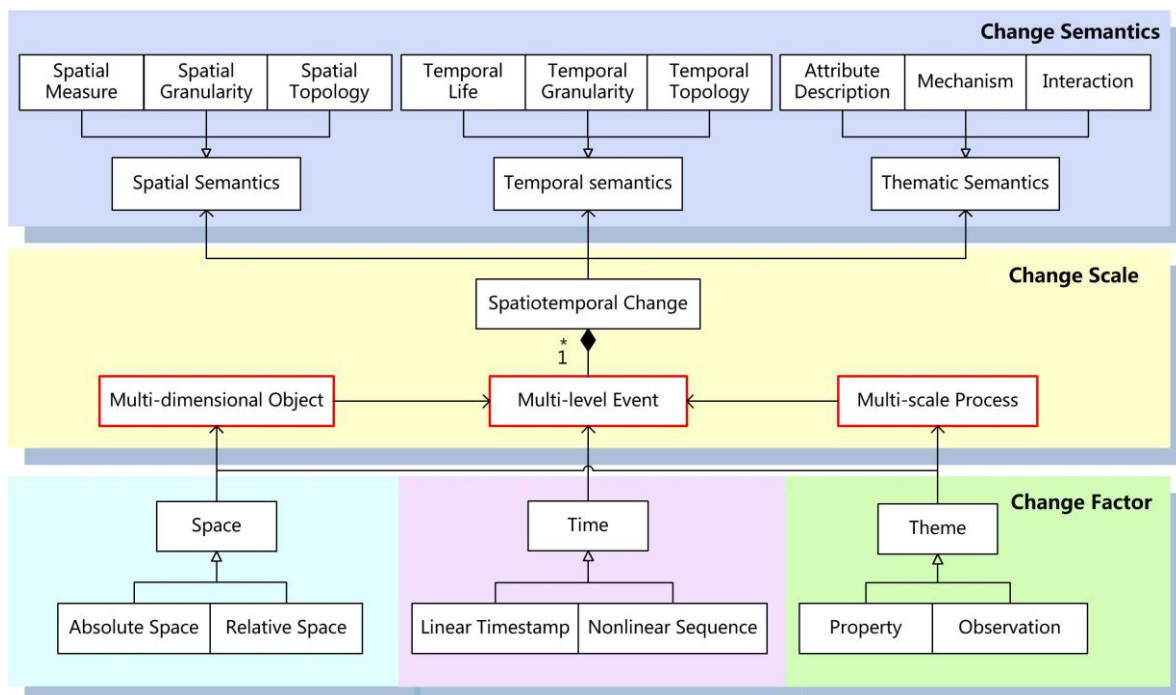 Change Semantics
Spatial
Measure
Spatial
Granularity
Spatial
Topology
Temporal
Life
Temporal
Granularity
Temporal
Topology
Attribute
Description
Mechanism
Interaction
Spatial Semantics
Temporal semantics
Thematic Semantics
Change Scale
Spatiotemporal Change
*
1
Multi-dimensional Object
Multi-level Event
Multi-scale Process
Change Factor
Space
Time
Theme
Absolute Space
Relative Space
Linear Timestamp
Nonlinear Sequence
Property
Observation